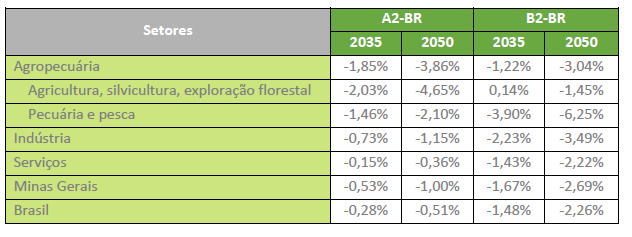 Setores A2-BR B2-BR
2035 2050 2035 2050
Agropecuária -1,85% -3,86% -1,22% -3,04%
Agricultura, silvicultura, exploração florestal -2,03% -4,65% 0,14% -1,45%
Pecuária e pesca -1,46% -2,10% -3,90% -6,25%
Indústria -0,73% -1,15% -2,23% -3,49%
Serviços -0,15% -0,36% -1,43% -2,22%
Minas Gerais -0,53% -1,00% -1,67% -2,69%
Brasil -0,28% -0,51% -1,48% -2,26%